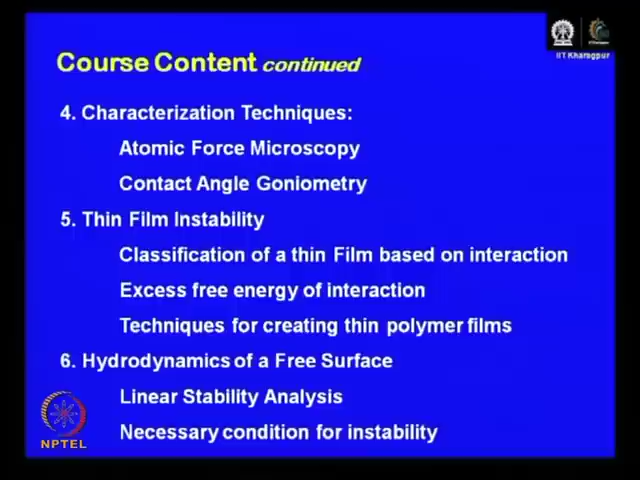 IIT Kharagpur
Course Content continued
4. Characterization Techniques:
Atomic Force Microscopy
Contact Angle Goniometry
5. Thin Film Instability
Classification of a thin Film based on interaction
Excess free energy of interaction
Techniques for creating thin polymer films
6. Hydrodynamics of a Free Surface
Linear Stability Analysis
Necessary condition for instability
NPTEL